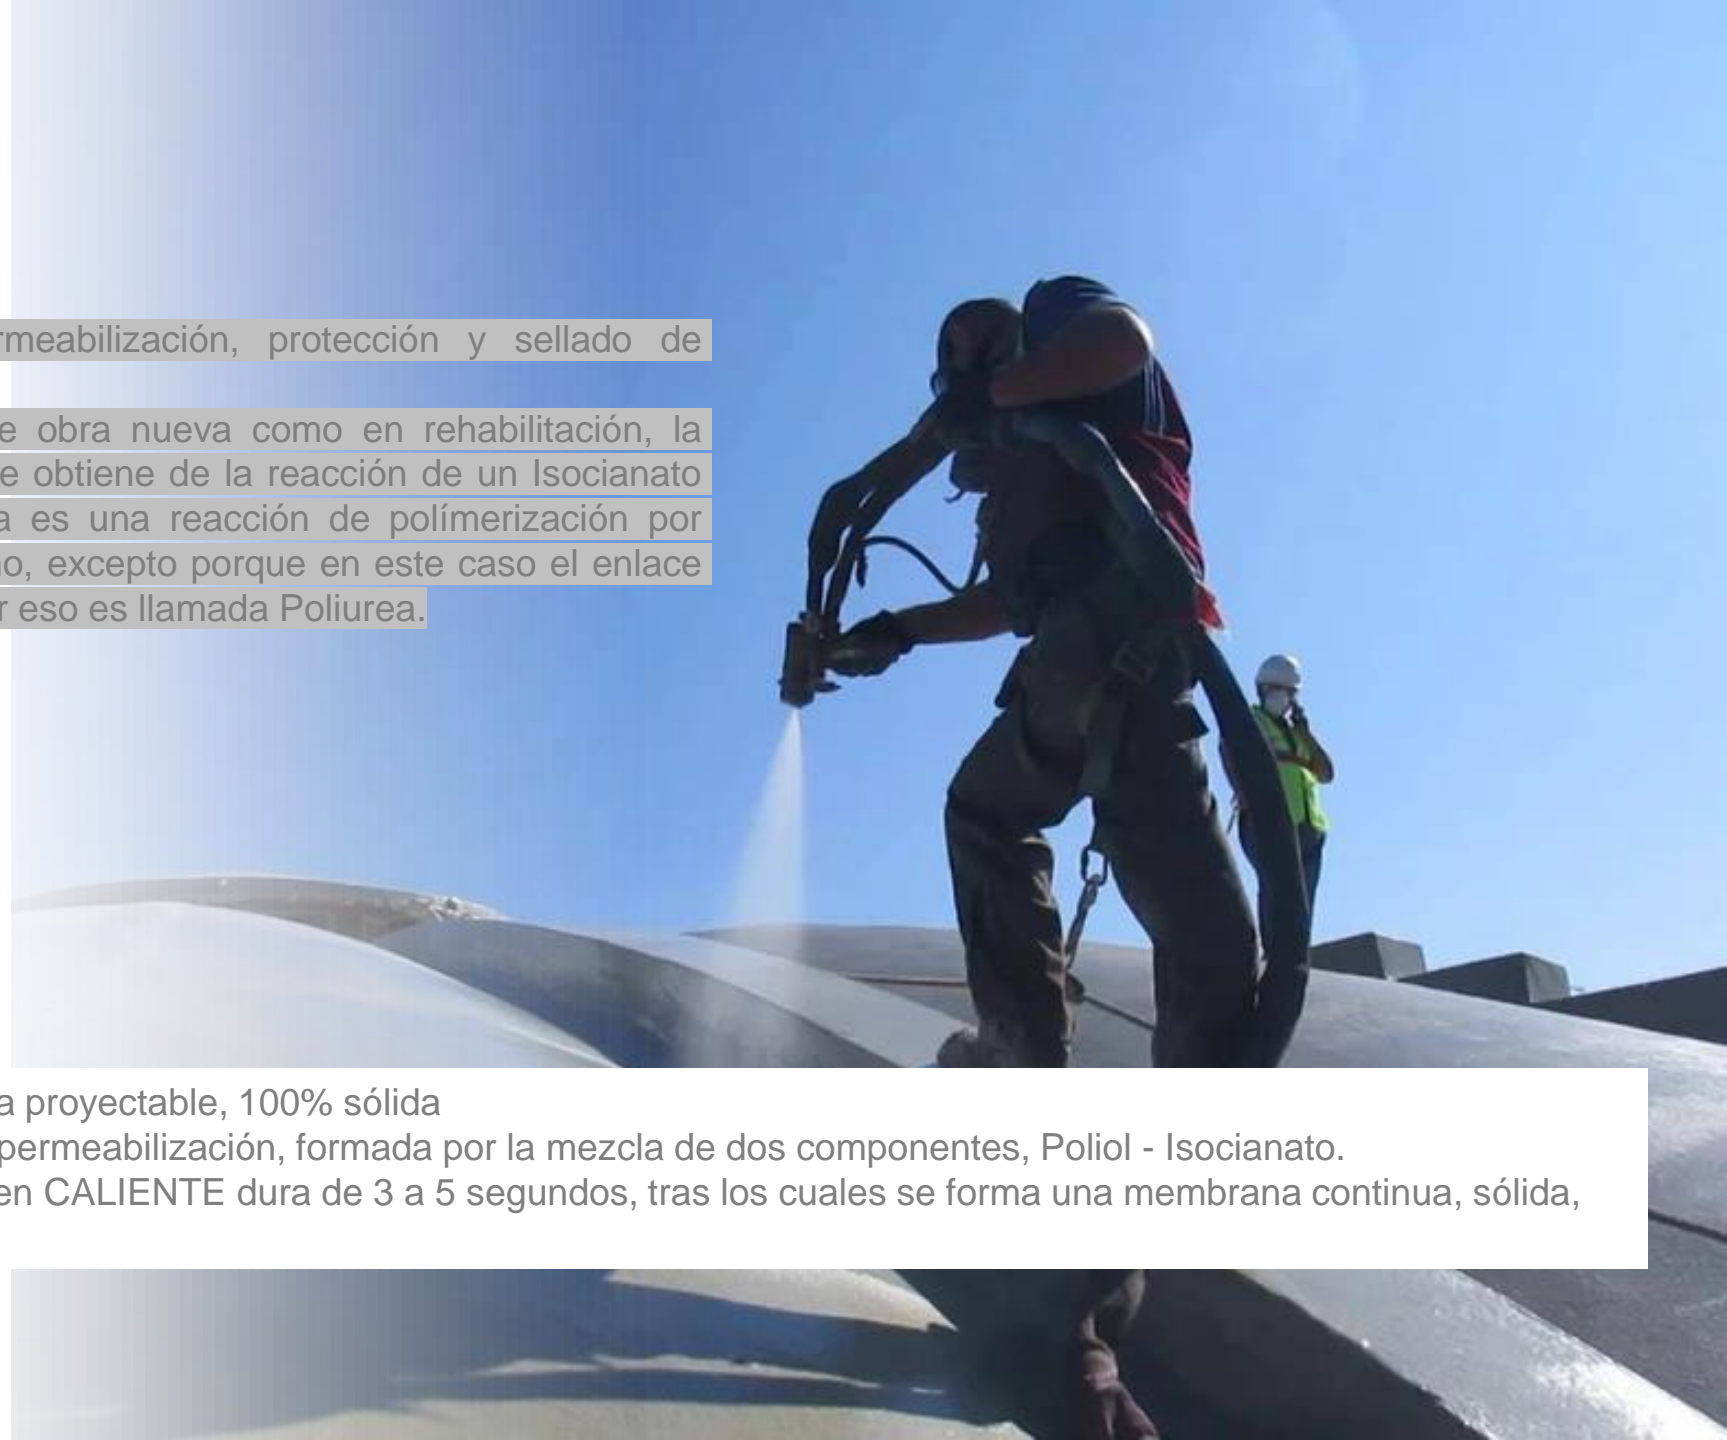 rmeabilización, protección y sellado de
e obra nueva como en rehabilitación, la
e obtiene de la reacción de un Isocianato
a es una reacción de polímerización por
o, excepto porque en este caso el enlace
r eso es llamada Poliurea.
a proyectable, 100% sólida
permeabilización, formada por la mezcla de dos componentes, Poliol - Isocianato.
en CALIENTE dura de 3 a 5 segundos, tras los cuales se forma una membrana continua, sólida,